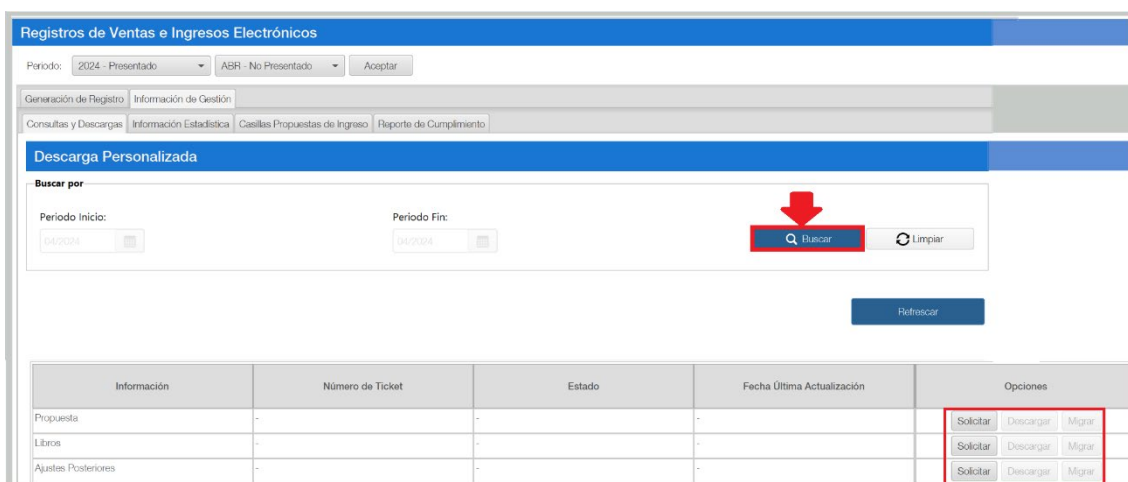 Registros de Ventas e Ingresos Electrónicos
Periodo: 2024 - Presentado ABR - No Presentado Aceptar
Generación de Registro Información de Gestión
Consultas y Descargas Información Estadística Casillas Propuestas de Ingreso Reporte de Cumplimiento
Descarga Personalizada
Buscar por
Periodo Inicio: Periodo Fin:
04/2024 04/2024 Buscar Limpiar
Refrescar
Información Número de Ticket Estado Fecha Última Actualización Opciones
Propuesta - - - Solicitar Descargar Migrar
Libros - - - Solicitar Descargar Migrar
Ajustes Posteriores - - - Solicitar Descargar Migrar